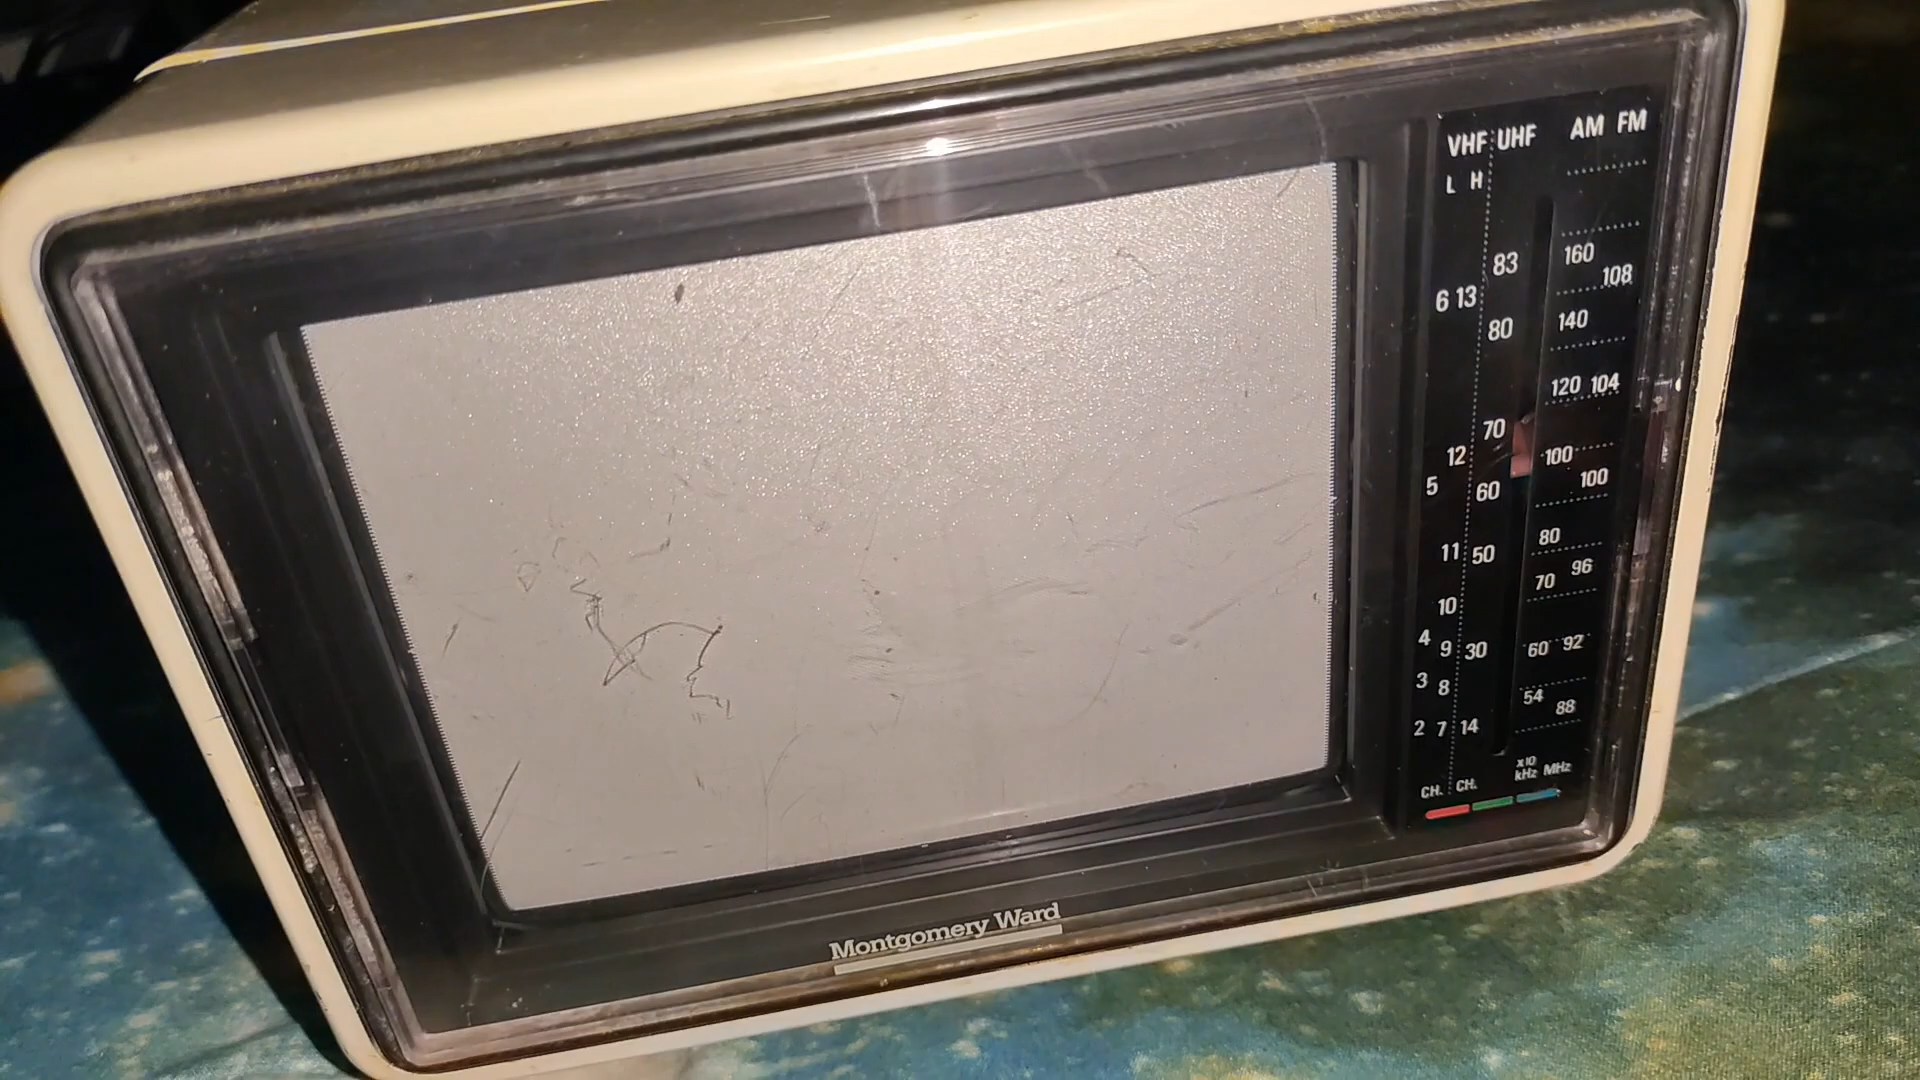 VHF UHF AM FM
L H
83 160
108
6 13
80 140
120 104
70
12 100
5 60 100
11 50 80
70 96
10
4 9 30 60 92
3 8 54
88
2 7 14
x10
CH. CH. kHz MHz
Montgomery Ward